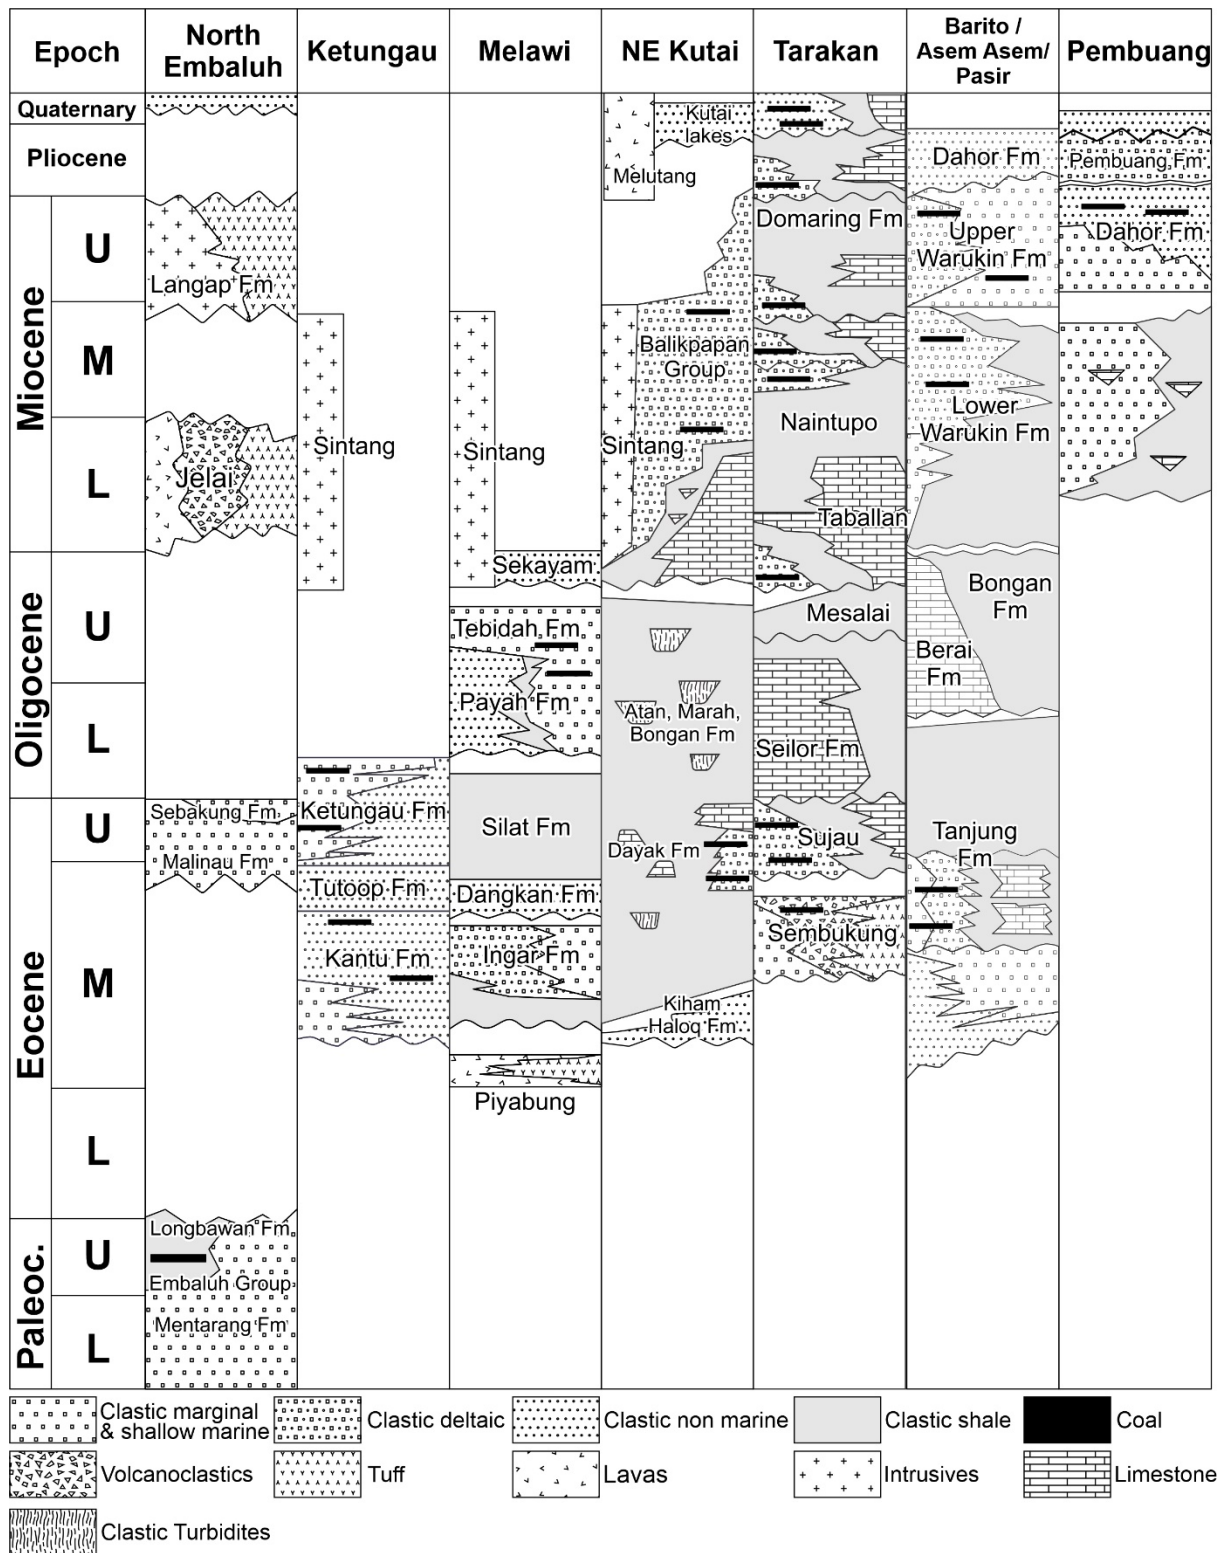 Epoch
North
Embaluh
Ketungau
Melawi
NE Kutai
Tarakan
Barito /
Asem Asem/
Pasir
Pembuang
Quaternary
Pliocene
Miocene
U
M
L
Oligocene
U
L
Eocene
U
M
L
Paleoc.
U
L
Langap Fm
Jelai
Sebakung Fm
Malinau Fm
Longbawan Fm
Embaluh Group
Mentarang Fm
Sintang
Ketungau Fm
Tutoop Fm
Kantu Fm
Sintang
Sekayam
Tebidah Fm
Payah Fm
Silat Fm
Dangkan Fm
Ingar Fm
Piyabung
Kutai
lakes
Melutang
Balikpapan
Group
Sintang
Atan, Marah,
Bongan Fm
Dayak Fm
Kiham
Haloq Fm
Domaring Fm
Naintupo
Taballan
Mesalai
Seilor Fm
Sujau
Sembukung
Dahor Fm
Upper
Warukin Fm
Lower
Warukin Fm
Bongan
Fm
Berai
Fm
Tanjung
Fm
Pembuang Fm
Dahor Fm
Clastic marginal
& shallow marine
Clastic deltaic
Clastic non marine
Clastic shale
Coal
Volcanoclastics
Tuff
Lavas
Intrusives
Limestone
Clastic Turbidites